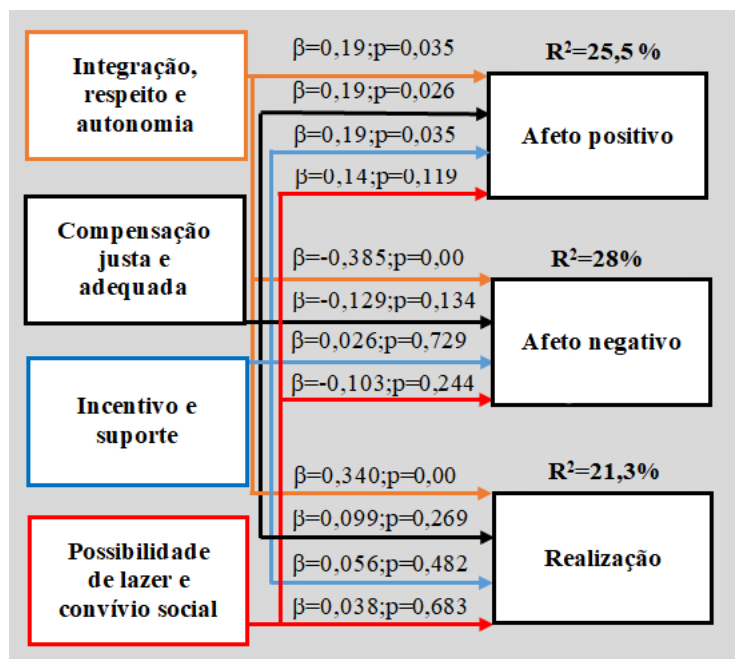 Integração,
respeito e
autonomia
Compensação
justa e
adequada
Incentivo e
suporte
Possibilidade
de lazer e
convívio social
β=0,19;p=0,035
β=0,19;p=0,026
β=0,19;p=0,035
β=0,14;p=0,119
R²=25,5 %
Afeto positivo
β=-0,385;p=0,00
β=-0,129;p=0,134
β=0,026;p=0,729
β=-0,103;p=0,244
R²=28%
Afeto negativo
β=0,340;p=0,00
β=0,099;p=0,269
β=0,056;p=0,482
β=0,038;p=0,683
R²=21,3%
Realização